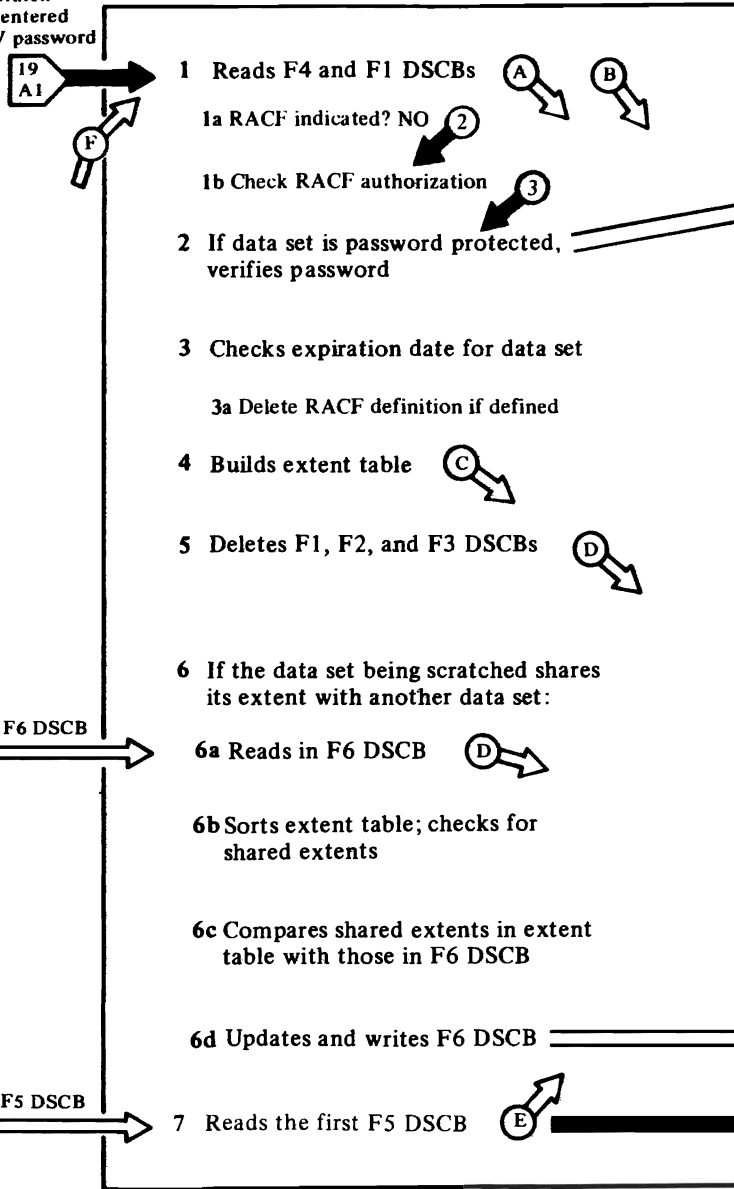 entered
password
19
A1
F
1 Reads F4 and F1 DSCBs A B
1a RACF indicated? NO 2
1b Check RACF authorization 3
2 If data set is password protected,
verifies password
3 Checks expiration date for data set
3a Delete RACF definition if defined
4 Builds extent table C
5 Deletes F1, F2, and F3 DSCBs D
6 If the data set being scratched shares
its extent with another data set:
F6 DSCB
6a Reads in F6 DSCB D
6b Sorts extent table; checks for
shared extents
6c Compares shared extents in extent
table with those in F6 DSCB
6d Updates and writes F6 DSCB
F5 DSCB
7 Reads the first F5 DSCB E